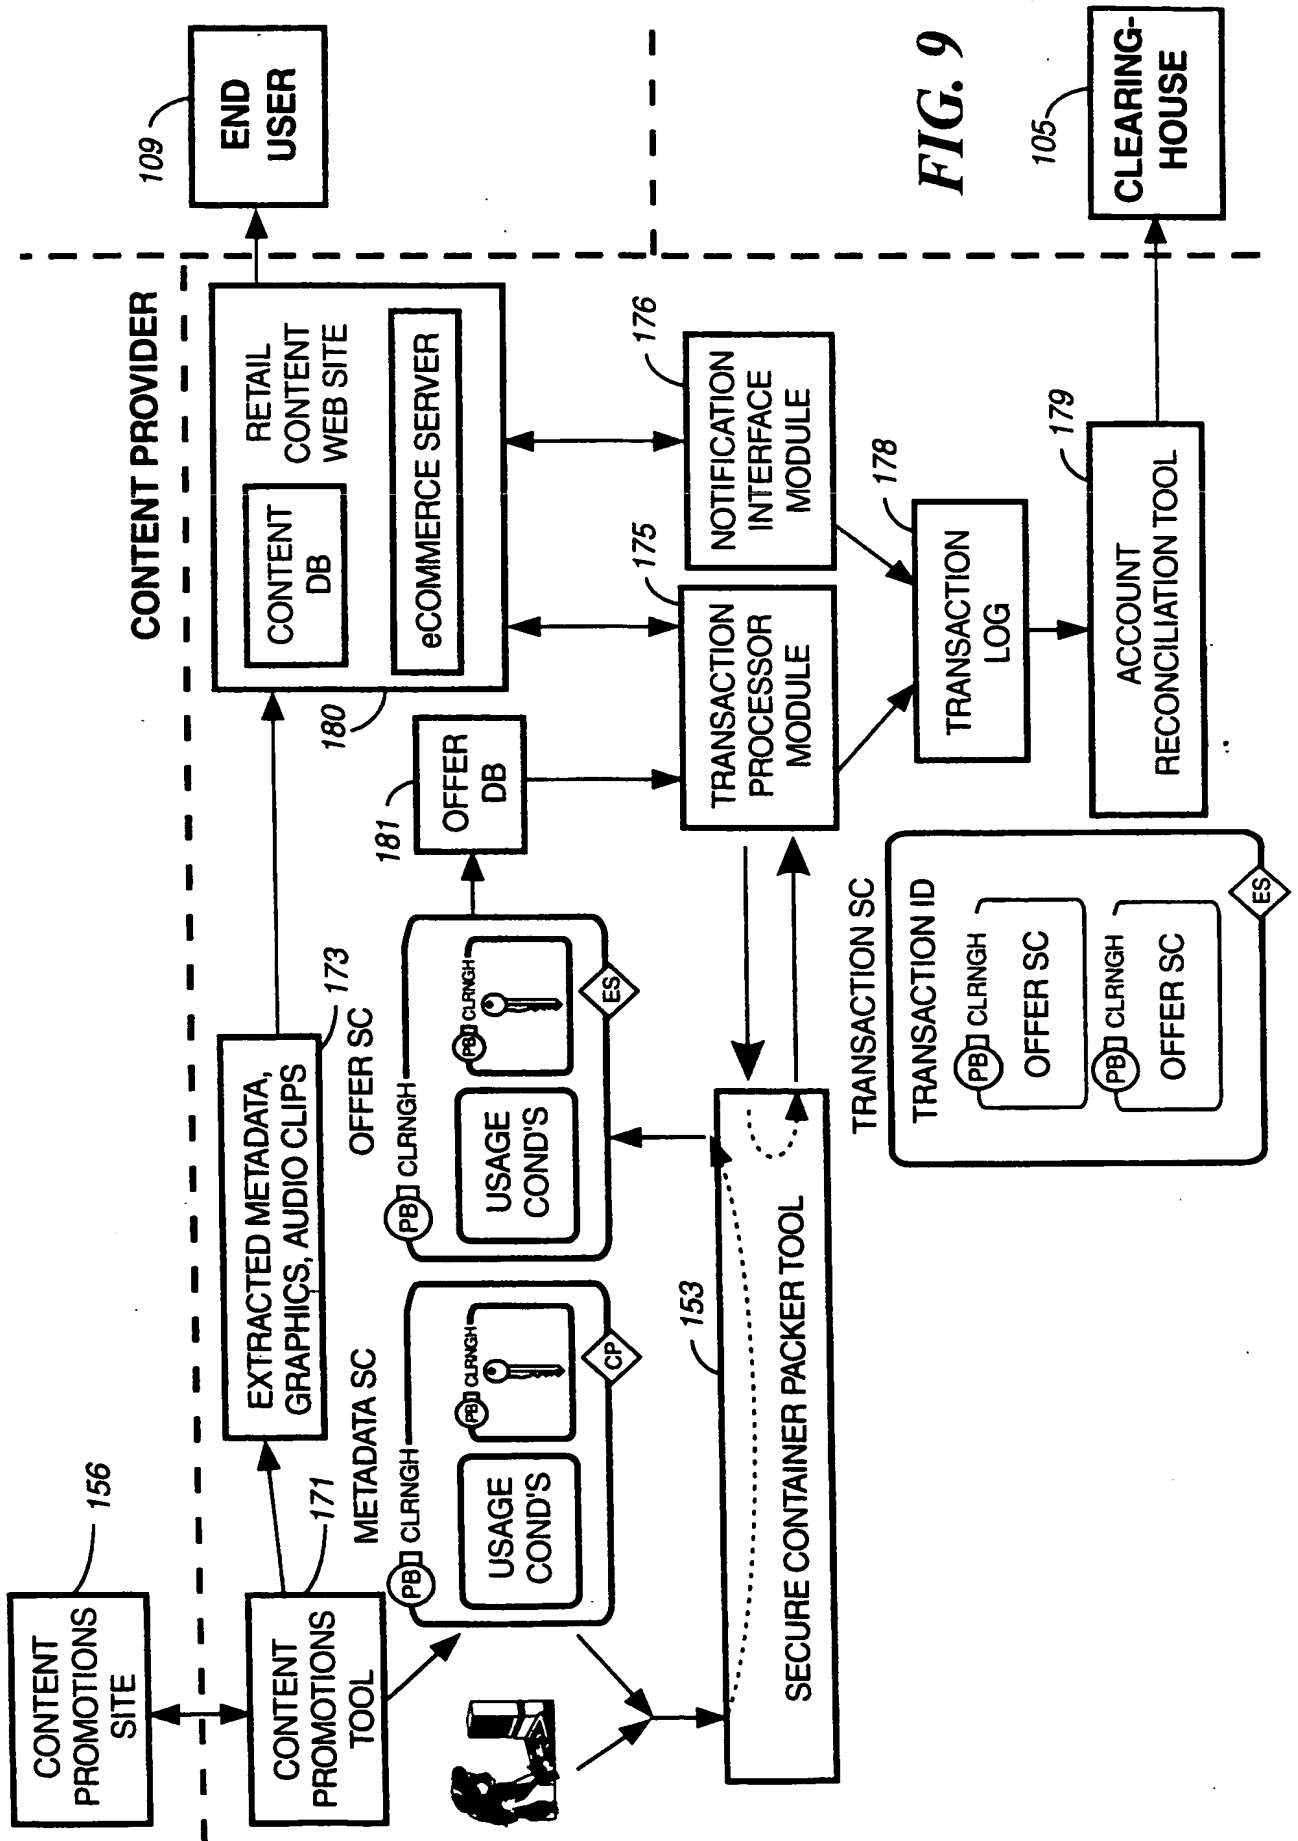 CONTENT
PROMOTIONS
SITE
156
CONTENT PROVIDER
109
END
USER
CONTENT
PROMOTIONS
TOOL
171
EXTRACTED METADATA,
GRAPHICS, AUDIO CLIPS
173
CONTENT
DB
RETAIL
CONTENT
WEB SITE
eCOMMERCE SERVER
180
METADATA SC
PB CLRNGH
USAGE
COND'S
PB CLRNGH
CP
OFFER SC
PB CLRNGH
USAGE
COND'S
PB CLRNGH
ES
181
OFFER
DB
153
SECURE CONTAINER PACKER TOOL
175
TRANSACTION
PROCESSOR
MODULE
176
NOTIFICATION
INTERFACE
MODULE
178
TRANSACTION
LOG
TRANSACTION SC
TRANSACTION ID
PB CLRNGH
OFFER SC
PB CLRNGH
OFFER SC
ES
179
ACCOUNT
RECONCILIATION TOOL
105
CLEARING-
HOUSE
FIG. 9